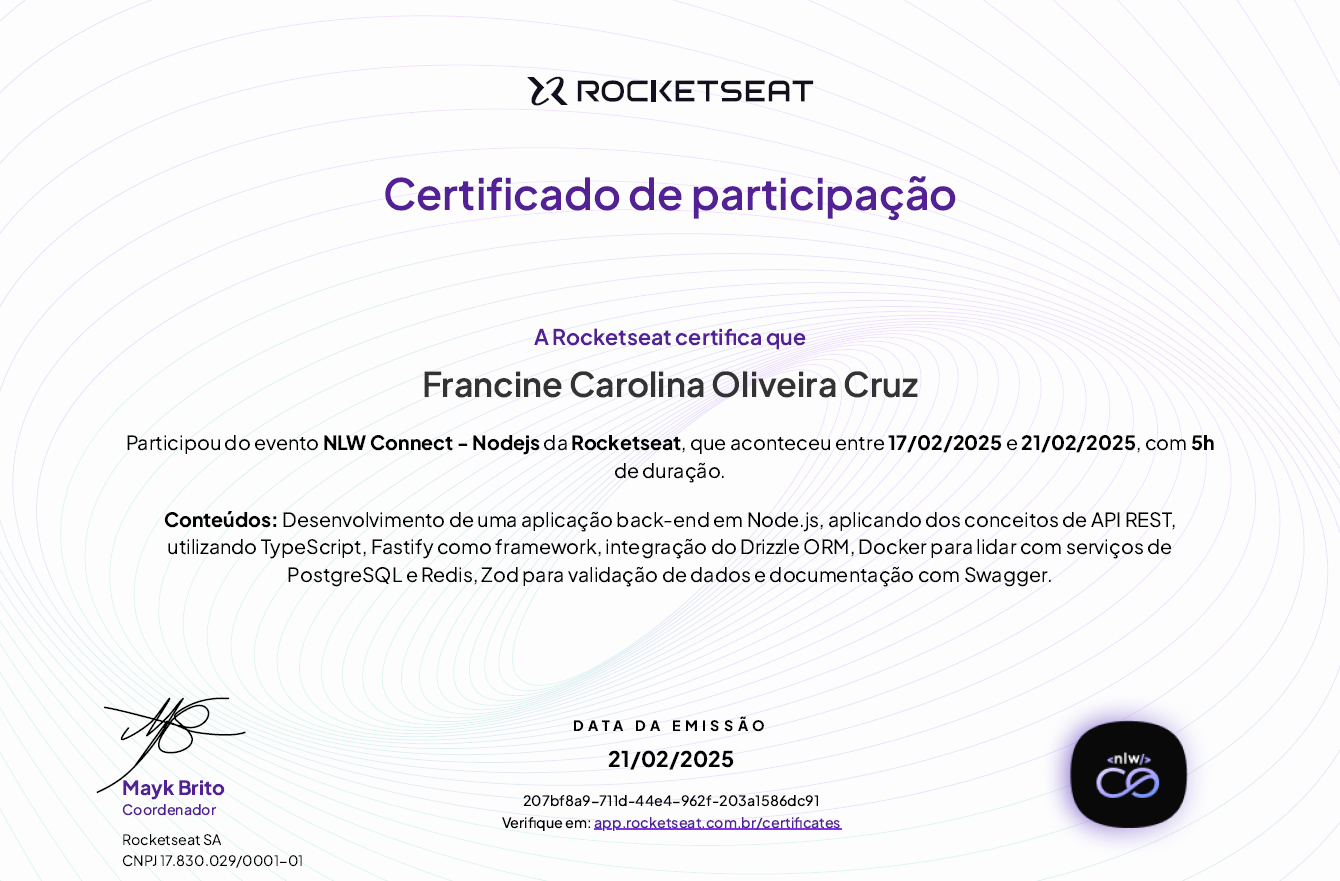 ROCKETSEAT
Certificado de participação
A Rocketseat certifica que
Francine Carolina Oliveira Cruz
Participou do evento NLW Connect - Nodejs da Rocketseat, que aconteceu entre 17/02/2025 e 21/02/2025, com 5h
de duração.
Conteúdos: Desenvolvimento de uma aplicação back-end em Node.js, aplicando dos conceitos de API REST,
utilizando TypeScript, Fastify como framework, integração do Drizzle ORM, Docker para lidar com serviços de
PostgreSQL e Redis, Zod para validação de dados e documentação com Swagger.
Mayk Brito
Coordenador
Rocketseat SA
CNPJ 17.830.029/0001-01
DATA DA EMISSÃO
21/02/2025
207bf8a9-711d-44e4-962f-203a1586dc91
Verifique em: app.rocketseat.com.br/certificates
<nlw/>